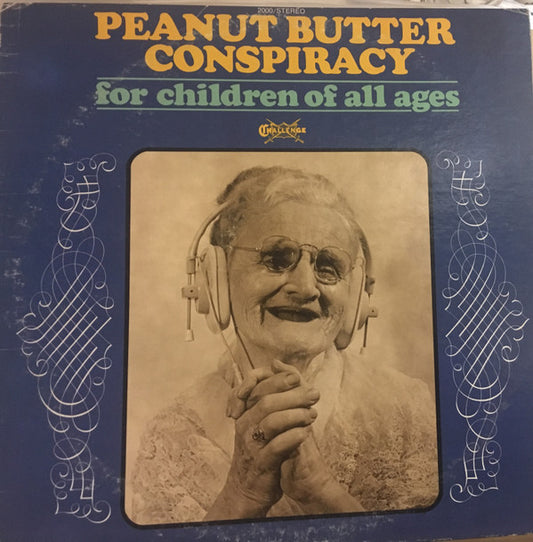 2000/STEREO
PEANUT BUTTER
CONSPIRACY
for children of all ages
CHALLENGE